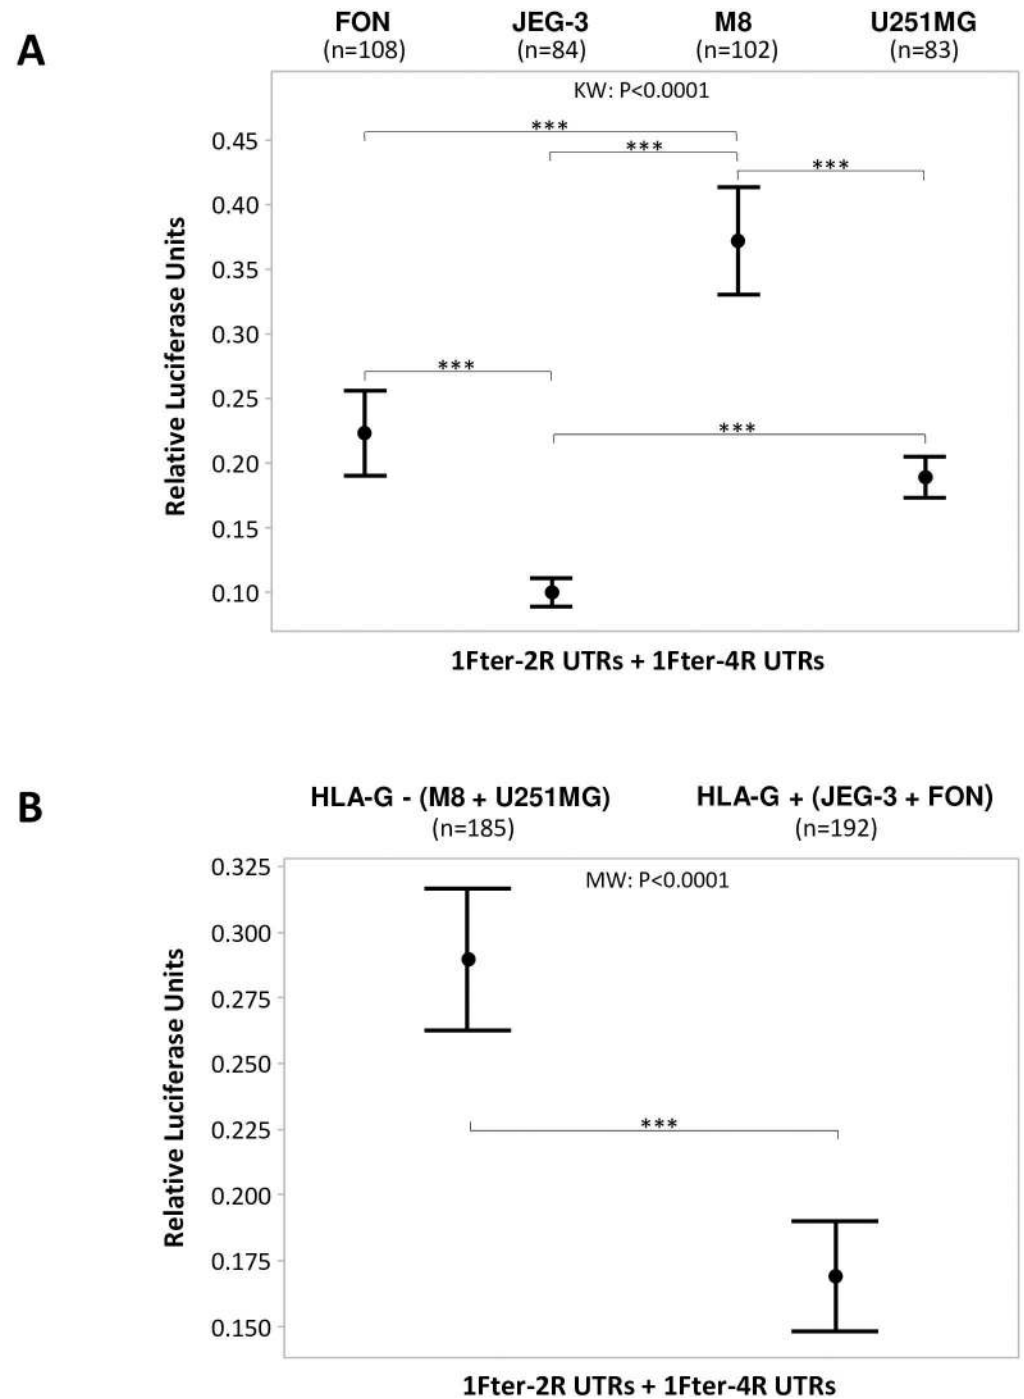 A
FON JEG-3 M8 U251MG
(n=108) (n=84) (n=102) (n=83)
KW: P<0.0001
***
***
***
***
***
0.45
0.40
0.35
0.30
0.25
0.20
0.15
0.10
Relative Luciferase Units
1Fter-2R UTRs + 1Fter-4R UTRs
B
HLA-G - (M8 + U251MG) HLA-G + (JEG-3 + FON)
(n=185) (n=192)
MW: P<0.0001
***
0.325
0.300
0.275
0.250
0.225
0.200
0.175
0.150
Relative Luciferase Units
1Fter-2R UTRs + 1Fter-4R UTRs